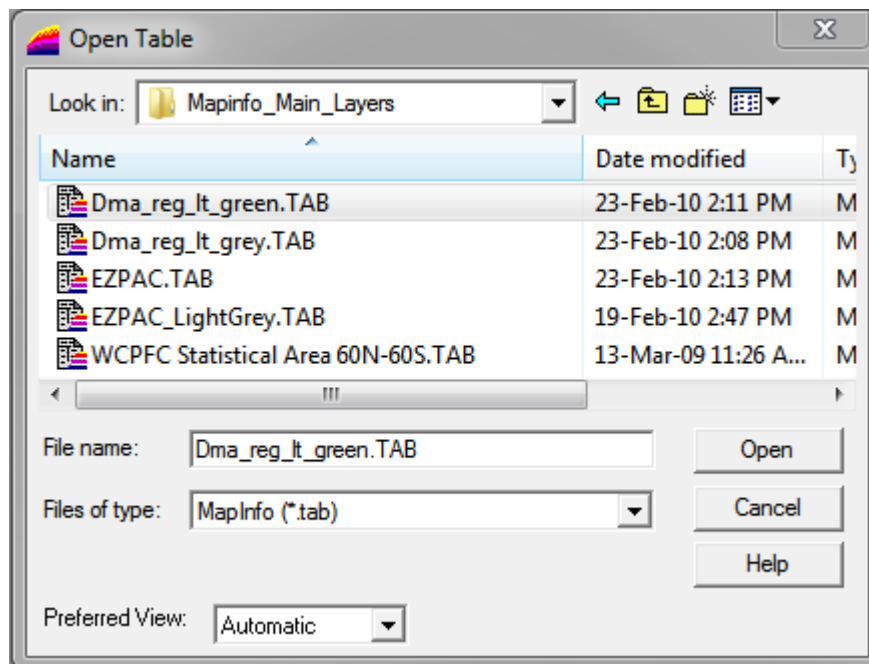 Open Table
Look in: Mapinfo_Main_Layers
Name Date modified Ty
Dma_reg_lt_green.TAB 23-Feb-10 2:11 PM M
Dma_reg_lt_grey.TAB 23-Feb-10 2:08 PM M
EZPAC.TAB 23-Feb-10 2:13 PM M
EZPAC_LightGrey.TAB 19-Feb-10 2:47 PM M
WCPFC Statistical Area 60N-60S.TAB 13-Mar-09 11:26 A... M
File name: Dma_reg_lt_green.TAB Open
Files of type: MapInfo (*.tab) Cancel
Help
Preferred View: Automatic